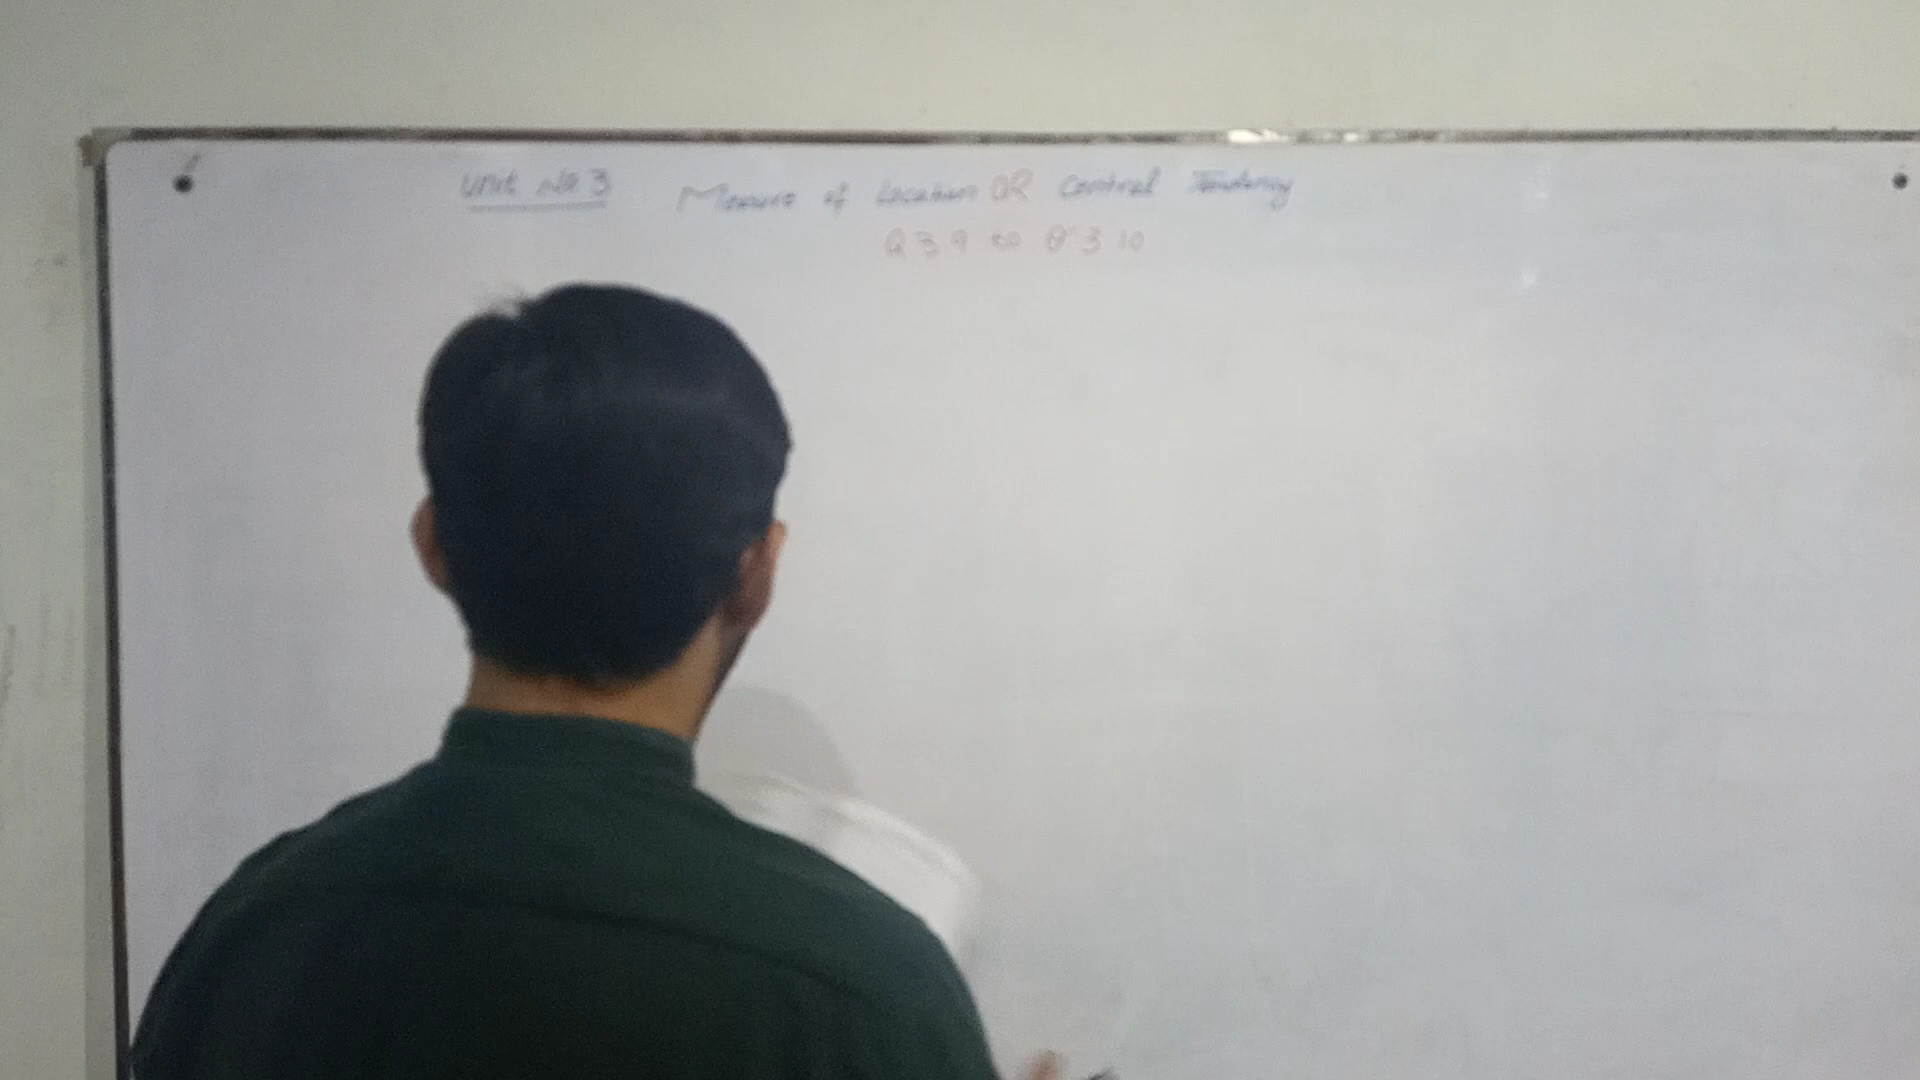 Unit No 3 Measure of Location OR Central Tendency
Q 3 9 to Q 3 10